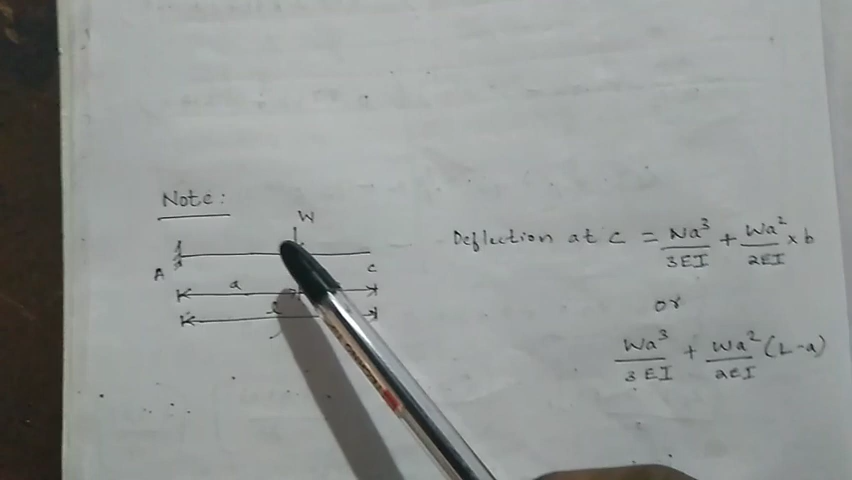 Note:
W
A
C
a
l
Deflection at C = Wa³/3EI + Wa²/2EI × b
or
Wa³/3EI + Wa²/2EI (L-a)